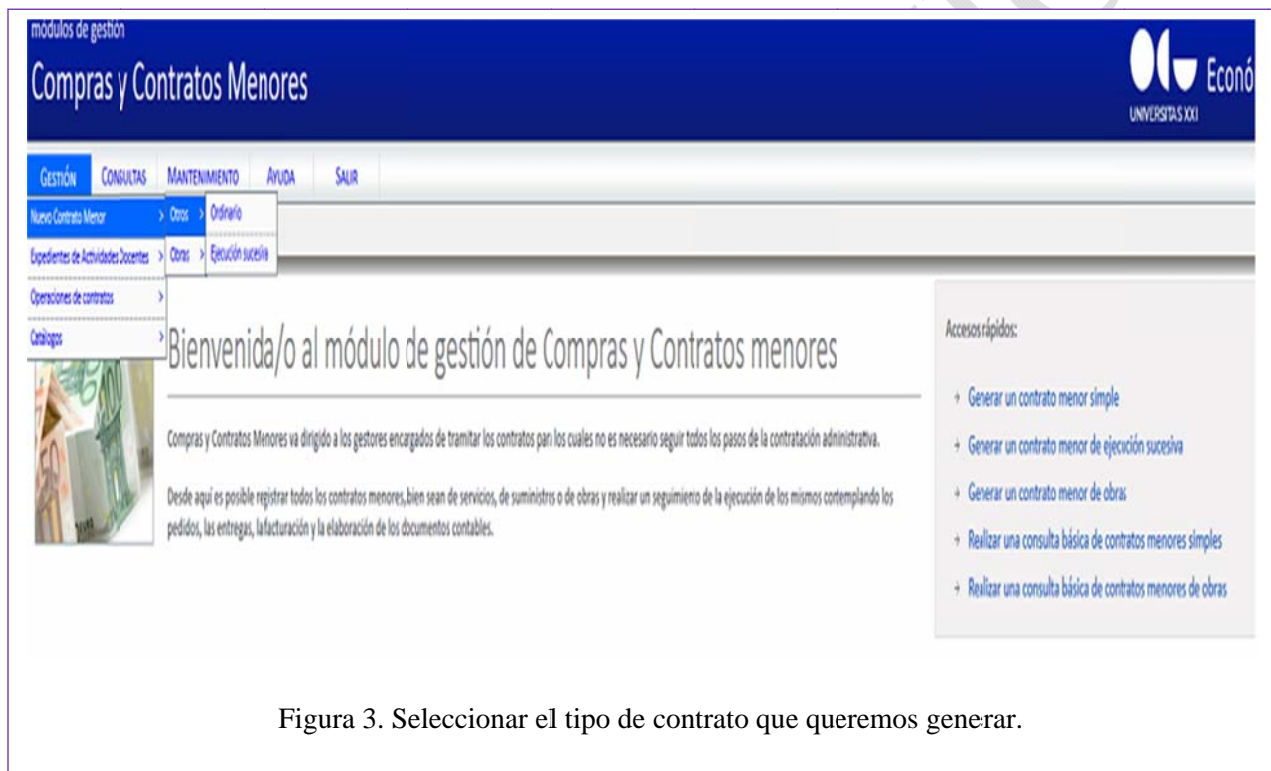 módulos de gestión
Compras y Contratos Menores
Econó
UNIVERSITAS XXI
GESTIÓN CONSULTAS MANTENIMIENTO AYUDA SALIR
Nuevo Contrato Menor > Otros > Ordinario
Expedientes de Actividades Docentes > Obras > Ejecución sucesiva
Operaciones de contratos >
Catálogos >
Bienvenida/o al módulo de gestión de Compras y Contratos menores
Compras y Contratos Menores va dirigido a los gestores encargados de tramitar los contratos para los cuales no es necesario seguir todos los pasos de la contratación administrativa.
Desde aquí es posible registrar todos los contratos menores, bien sean de servicios, de suministros o de obras y realizar un seguimiento de la ejecución de los mismos contemplando los
pedidos, las entregas, la facturación y la elaboración de los documentos contables.
Accesos rápidos:
→ Generar un contrato menor simple
→ Generar un contrato menor de ejecución sucesiva
→ Generar un contrato menor de obras
→ Realizar una consulta básica de contratos menores simples
→ Realizar una consulta básica de contratos menores de obras
Figura 3. Seleccionar el tipo de contrato que queremos generar.